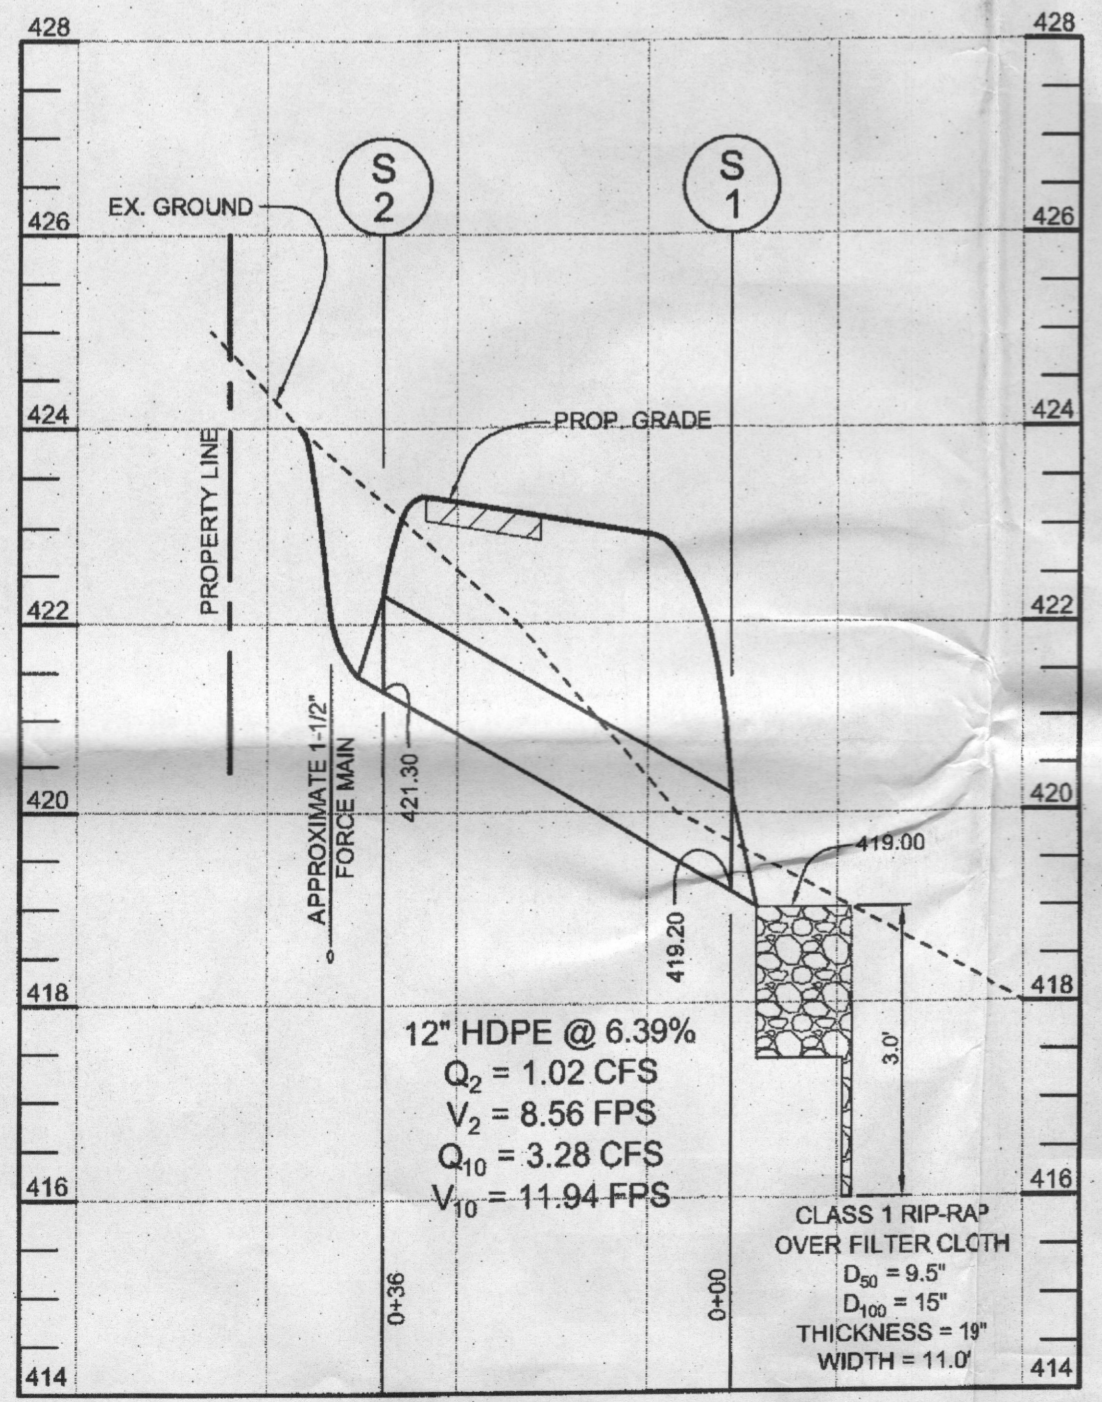 428
428
S
2
S
1
EX. GROUND
426
426
424
424
PROP. GRADE
PROPERTY LINE
422
422
APPROXIMATE 1-1/2"
FORCE MAIN
421.30
420
420
419.00
419.20
418
418
12" HDPE @ 6.39%
Q2 = 1.02 CFS
V2 = 8.56 FPS
Q10 = 3.28 CFS
V10 = 11.94 FPS
3.0'
416
416
CLASS 1 RIP-RAP
OVER FILTER CLOTH
D50 = 9.5"
D100 = 15"
THICKNESS = 19"
WIDTH = 11.0'
0+36
0+00
414
414